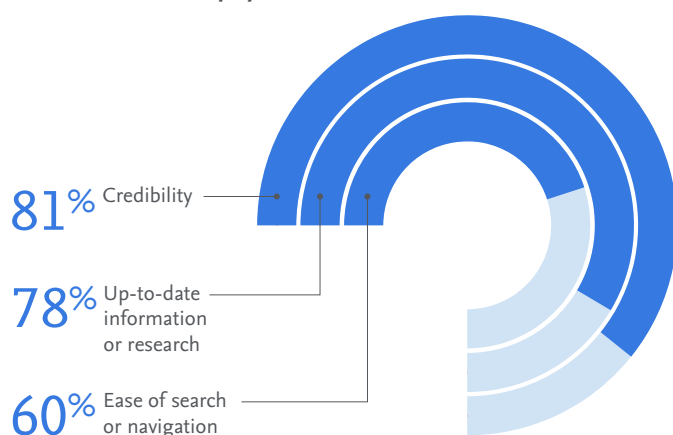 81% Credibility
78% Up-to-date
information
or research
60% Ease of search
or navigation